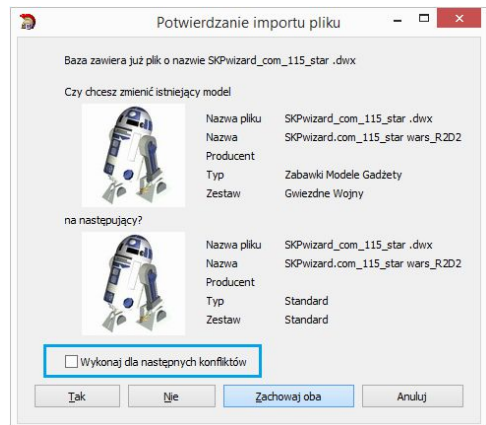 Potwierdzanie importu pliku
Baza zawiera już plik o nazwie SKPwizard_com_115_star .dwx
Czy chcesz zmienić istniejący model
Nazwa pliku SKPwizard_com_115_star .dwx
Nazwa SKPwizard.com_115_star wars_R2D2
Producent
Typ Zabawki Modele Gadżety
Zestaw Gwiezdne Wojny
na następujący?
Nazwa pliku SKPwizard_com_115_star .dwx
Nazwa SKPwizard.com_115_star wars_R2D2
Producent
Typ Standard
Zestaw Standard
Wykonaj dla następnych konfliktów
Tak Nie Zachowaj oba Anuluj